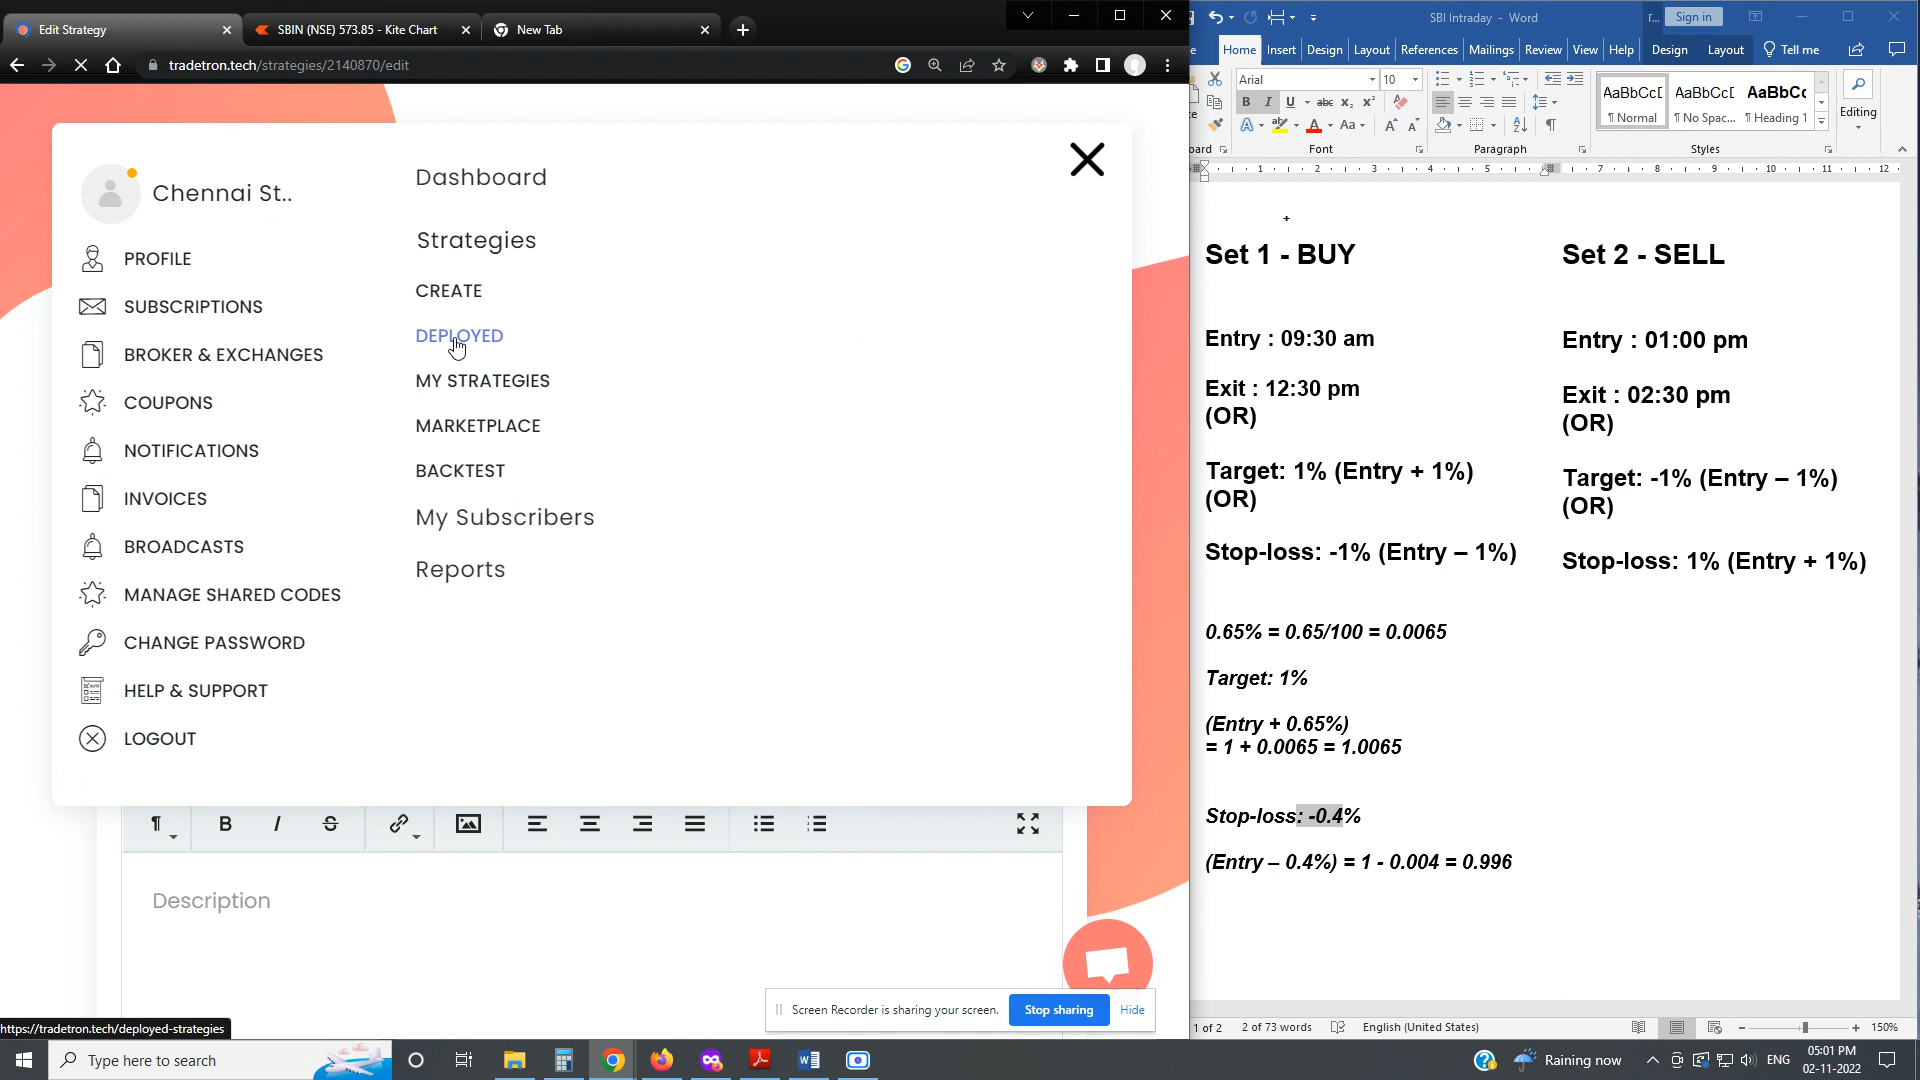 Edit Strategy
SBIN (NSE) 573.85 - Kite Chart
New Tab
tradetron.tech/strategies/2140870/edit
Chennai St..
PROFILE
SUBSCRIPTIONS
BROKER & EXCHANGES
COUPONS
NOTIFICATIONS
INVOICES
BROADCASTS
MANAGE SHARED CODES
CHANGE PASSWORD
HELP & SUPPORT
LOGOUT
Dashboard
Strategies
CREATE
DEPLOYED
MY STRATEGIES
MARKETPLACE
BACKTEST
My Subscribers
Reports
Description
Screen Recorder is sharing your screen.
Stop sharing
Hide
https://tradetron.tech/deployed-strategies
SBI Intraday - Word
Sign in
Home Insert Design Layout References Mailings Review View Help Design Layout Tell me
Arial
10
Font
Paragraph
AaBbCcI AaBbCcI AaBbCc
¶ Normal ¶ No Spac... ¶ Heading 1
Styles
Editing
Set 1 - BUY
Entry : 09:30 am
Exit : 12:30 pm
(OR)
Target: 1% (Entry + 1%)
(OR)
Stop-loss: -1% (Entry – 1%)
Set 2 - SELL
Entry : 01:00 pm
Exit : 02:30 pm
(OR)
Target: -1% (Entry – 1%)
(OR)
Stop-loss: 1% (Entry + 1%)
0.65% = 0.65/100 = 0.0065
Target: 1%
(Entry + 0.65%)
= 1 + 0.0065 = 1.0065
Stop-loss: -0.4%
(Entry – 0.4%) = 1 - 0.004 = 0.996
1 of 2
2 of 73 words
English (United States)
150%
Type here to search
Raining now
ENG
05:01 PM
02-11-2022